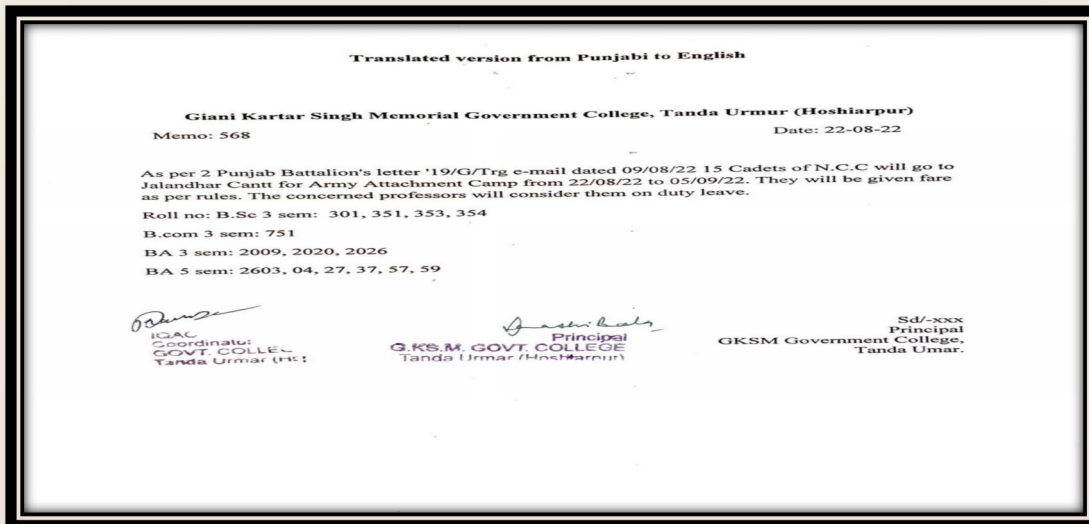 Translated version from Punjabi to English
Giani Kartar Singh Memorial Government College, Tanda Urmur (Hoshiarpur)
Memo: 568
Date: 22-08-22
As per 2 Punjab Battalion's letter '19/G/Trg e-mail dated 09/08/22 15 Cadets of N.C.C will go to
Jalandhar Cantt for Army Attachment Camp from 22/08/22 to 05/09/22. They will be given fare
as per rules. The concerned professors will consider them on duty leave.
Roll no: B.Sc 3 sem: 301, 351, 353, 354
B.com 3 sem: 751
BA 3 sem: 2009, 2020, 2026
BA 5 sem: 2603, 04, 27, 37, 57, 59
IQAC
Coordinator
GOVT. COLLE
Tanda Urmar
Principal
G.K.S.M. GOVT. COLLEGE
Tanda Urmar (Hoshiarpur)
Sd/-xxx
Principal
GKSM Government College,
Tanda Umar.